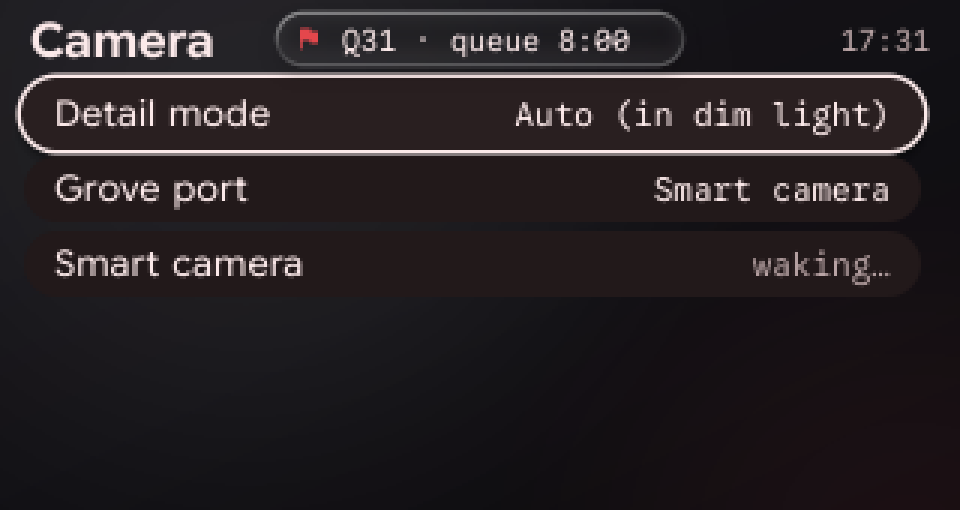 Camera Q31 · queue 8:00 17:31
Detail mode Auto (in dim light)
Grove port Smart camera
Smart camera waking…